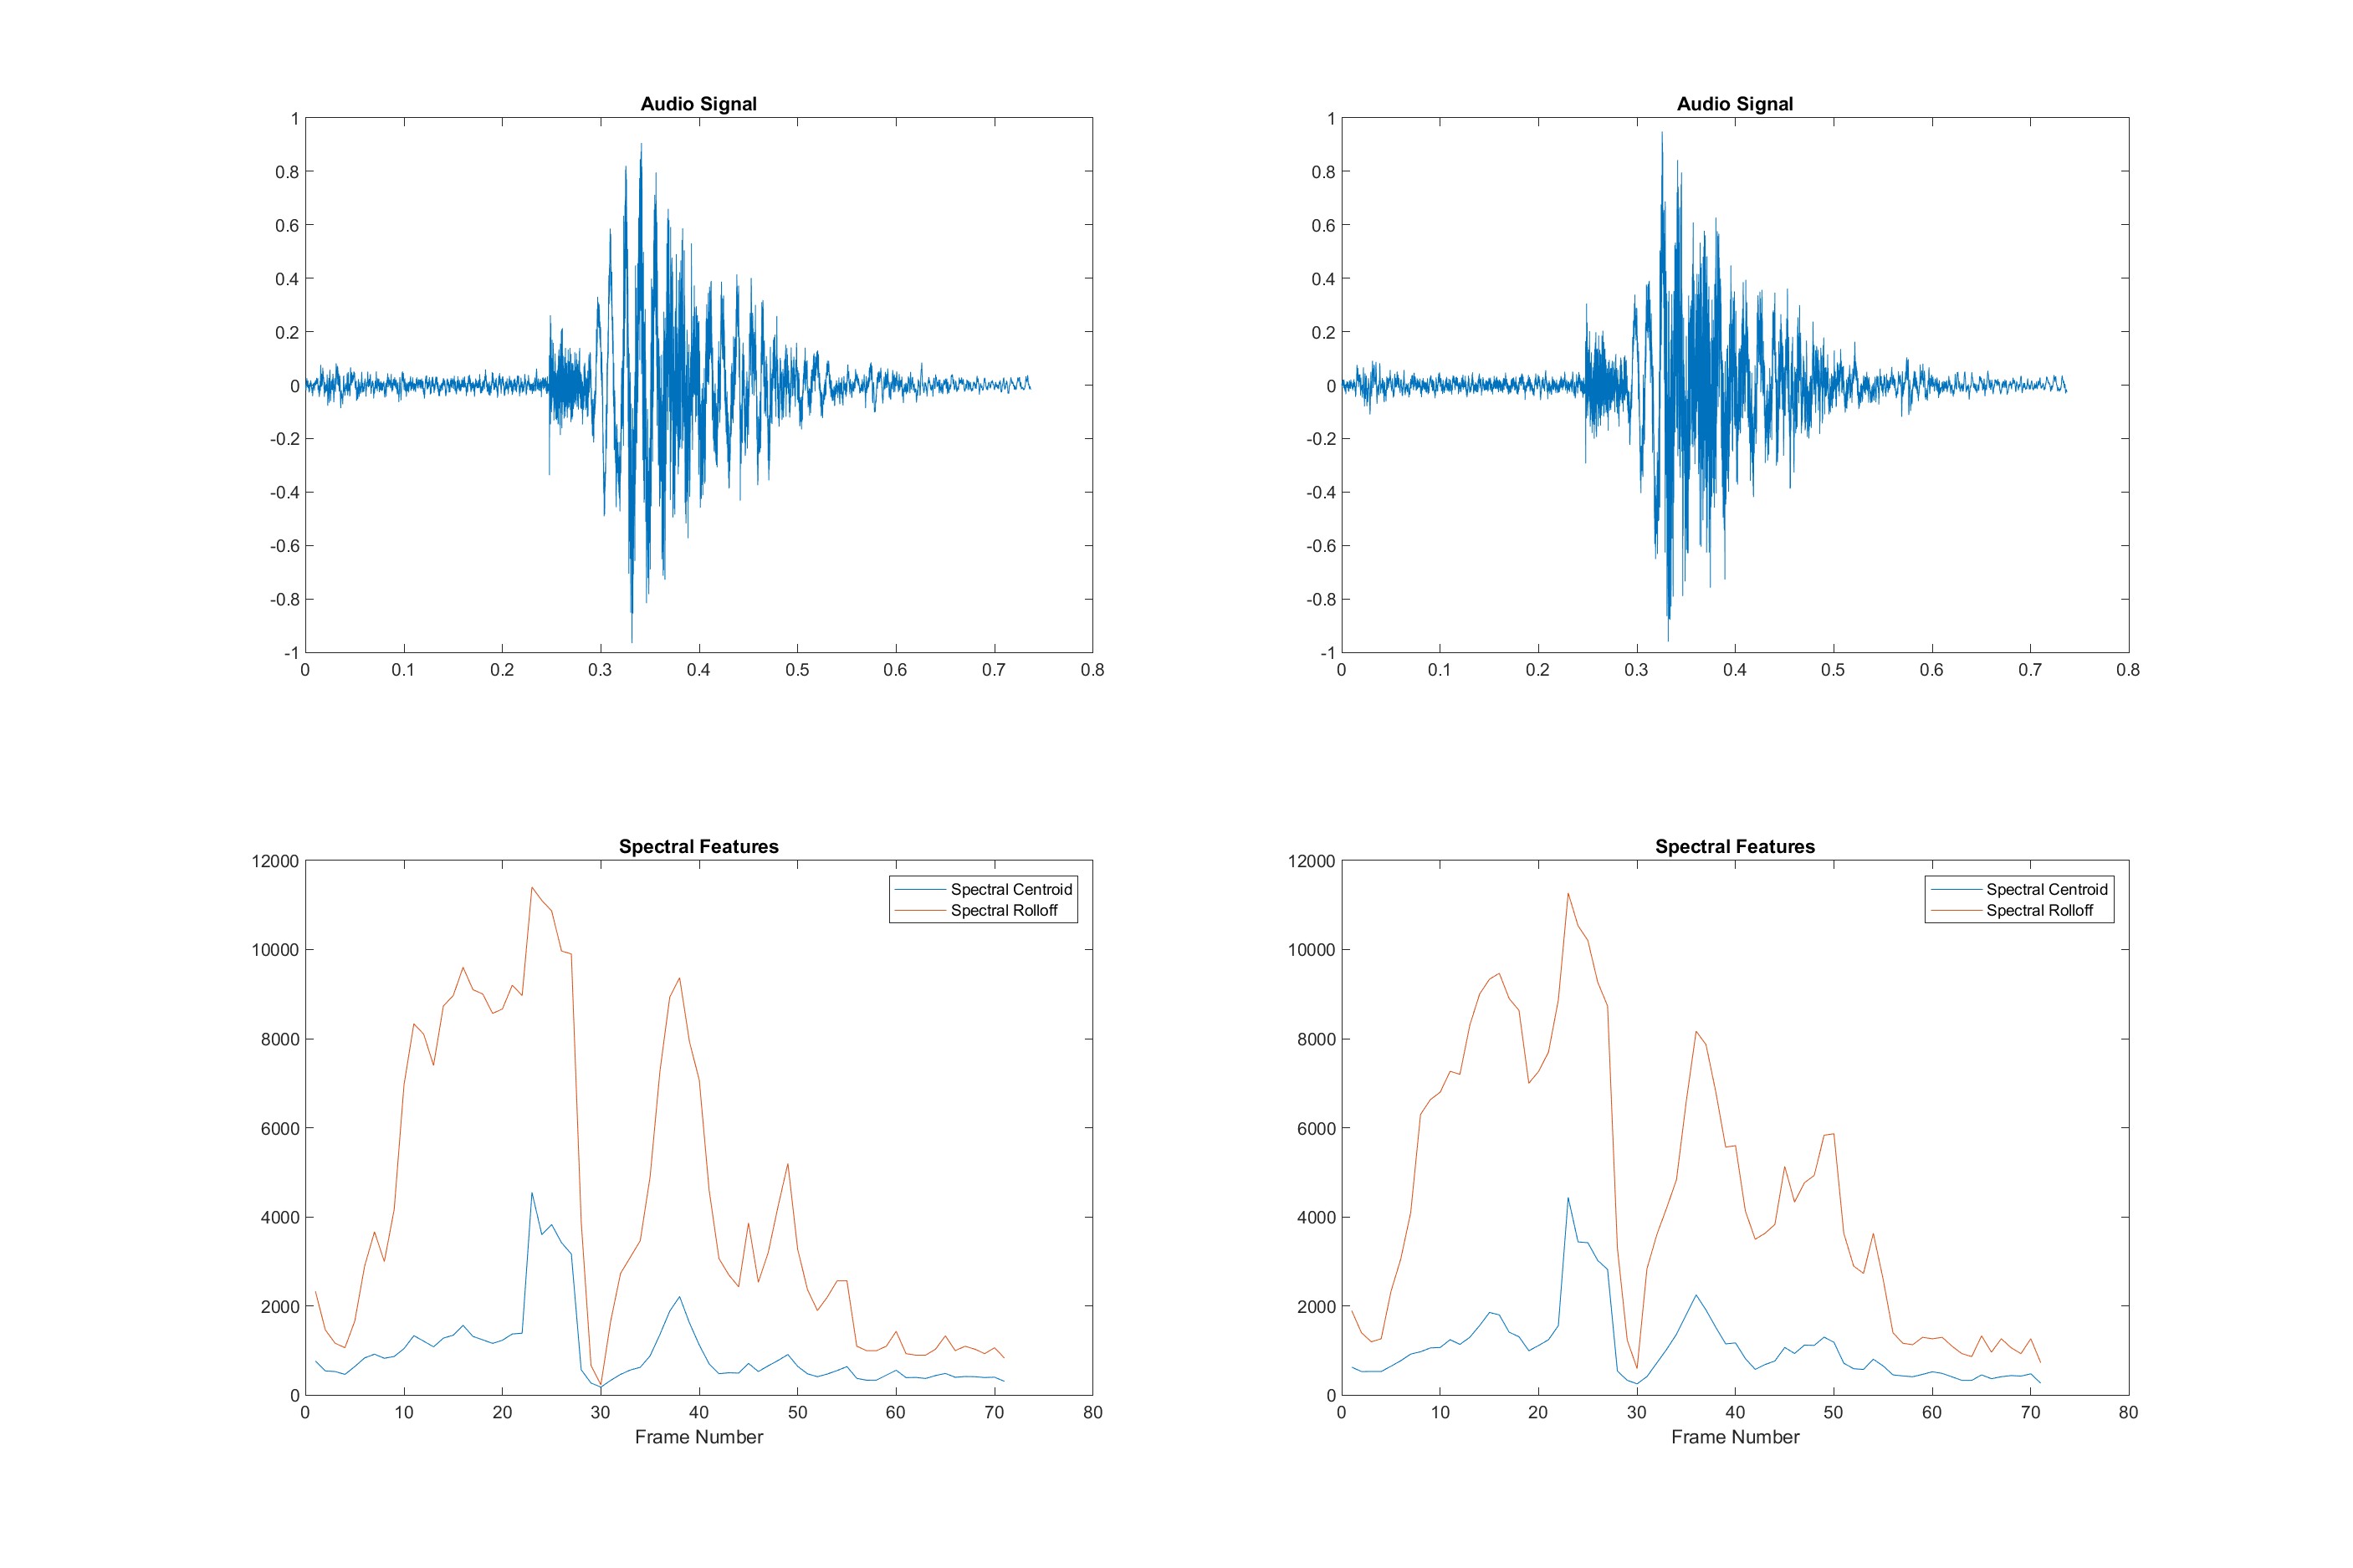 Audio Signal
1
0.8
0.6
0.4
0.2
0
-0.2
-0.4
-0.6
-0.8
-1
0 0.1 0.2 0.3 0.4 0.5 0.6 0.7 0.8
Audio Signal
1
0.8
0.6
0.4
0.2
0
-0.2
-0.4
-0.6
-0.8
-1
0 0.1 0.2 0.3 0.4 0.5 0.6 0.7 0.8
Spectral Features
12000
10000
8000
6000
4000
2000
0
0 10 20 30 40 50 60 70 80
Frame Number
Spectral Centroid
Spectral Rolloff
Spectral Features
12000
10000
8000
6000
4000
2000
0
0 10 20 30 40 50 60 70 80
Frame Number
Spectral Centroid
Spectral Rolloff